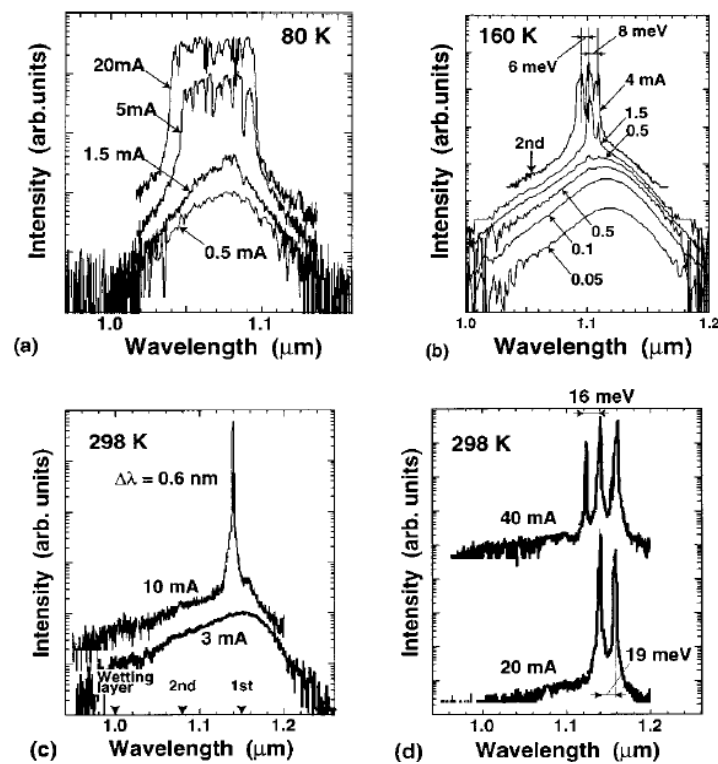 Intensity (arb.units)
80 K
20mA
5mA
1.5 mA
0.5 mA
1.0
1.1
(a)
Wavelength (μm)
Intensity (arb.units)
160 K
8 meV
6 meV
4 mA
1.5
0.5
2nd
0.5
0.1
0.05
1.0
1.1
1.2
(b)
Wavelength (μm)
Intensity (arb. units)
298 K
Δλ = 0.6 nm
10 mA
3 mA
Wetting
layer
2nd
1st
1.0
1.1
1.2
(c)
Wavelength (μm)
Intensity (arb. units)
16 meV
298 K
40 mA
19 meV
20 mA
1.0
1.1
1.2
(d)
Wavelength (μm)